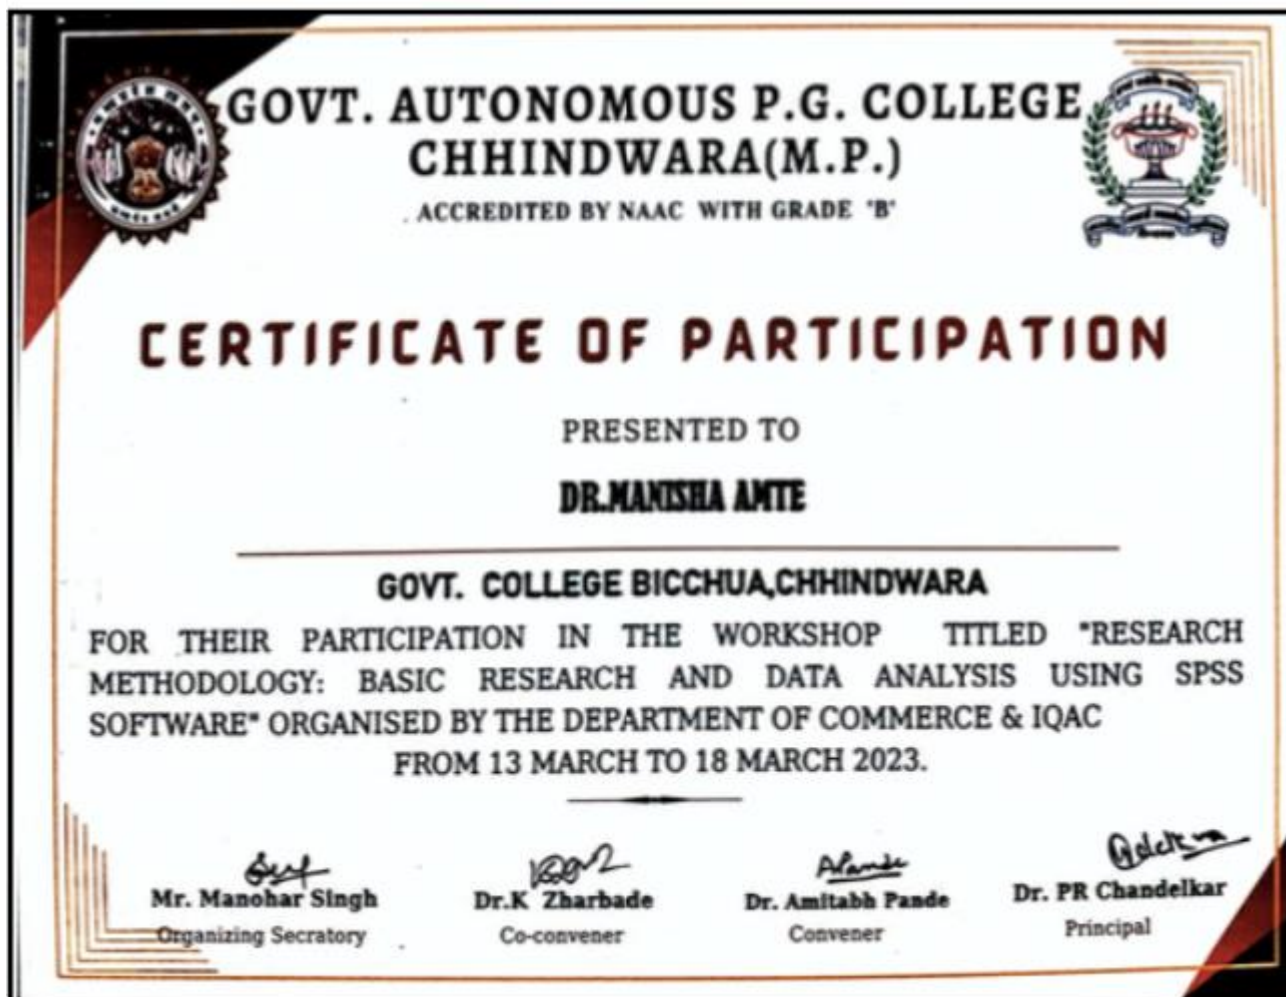 GOVT. AUTONOMOUS P.G. COLLEGE
CHHINDWARA(M.P.)
ACCREDITED BY NAAC WITH GRADE "B"
CERTIFICATE OF PARTICIPATION
PRESENTED TO
DR.MANISHA AMTE
GOVT. COLLEGE BICCHUA,CHHINDWARA
FOR THEIR PARTICIPATION IN THE WORKSHOP TITLED "RESEARCH
METHODOLOGY: BASIC RESEARCH AND DATA ANALYSIS USING SPSS
SOFTWARE" ORGANISED BY THE DEPARTMENT OF COMMERCE & IQAC
FROM 13 MARCH TO 18 MARCH 2023.
Mr. Manohar Singh
Organizing Secratory
Dr.K Zharbade
Co-convener
Dr. Amitabh Pande
Convener
Dr. PR Chandelkar
Principal